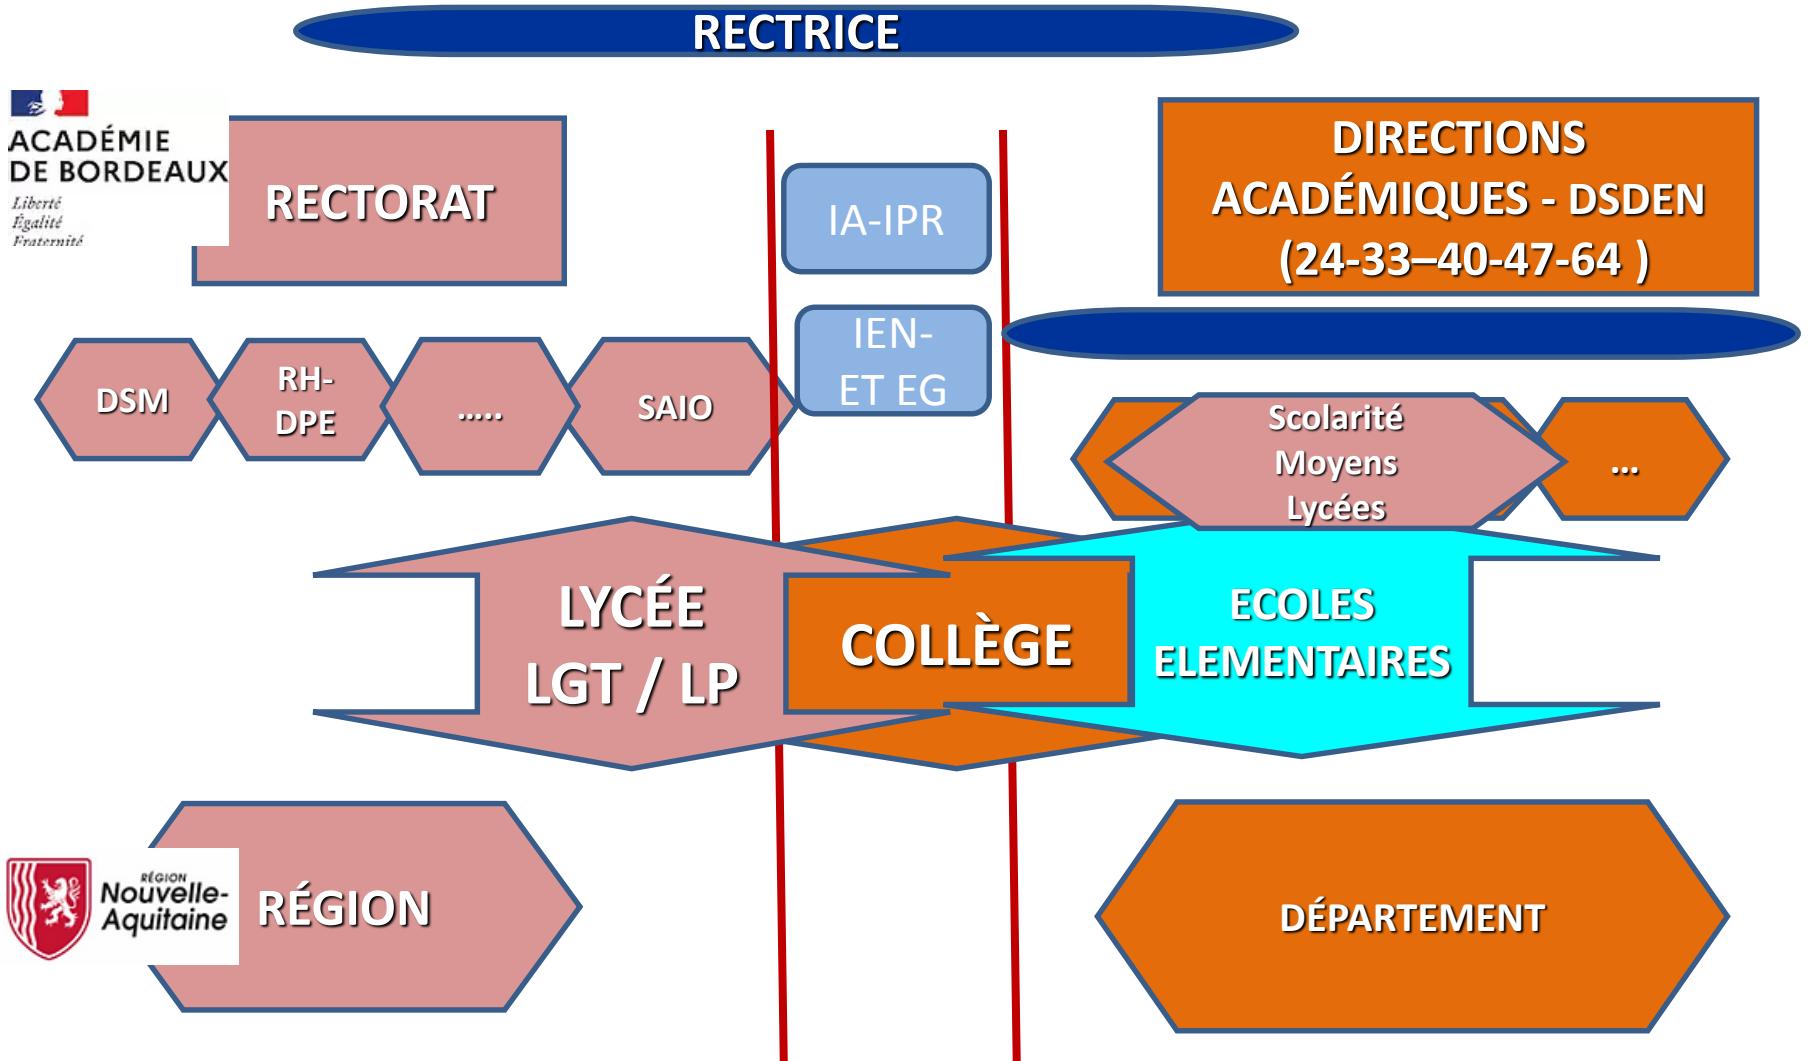 RECTRICE
ACADÉMIE
DE BORDEAUX
Liberté
Égalité
Fraternité
RECTORAT
IA-IPR
DIRECTIONS
ACADÉMIQUES - DSDEN
(24-33–40-47-64 )
IEN-
ET EG
DSM
RH-
DPE
.....
SAIO
Scolarité
Moyens
Lycées
...
LYCÉE
LGT / LP
COLLÈGE
ECOLES
ELEMENTAIRES
RÉGION
Nouvelle-
Aquitaine
RÉGION
DÉPARTEMENT